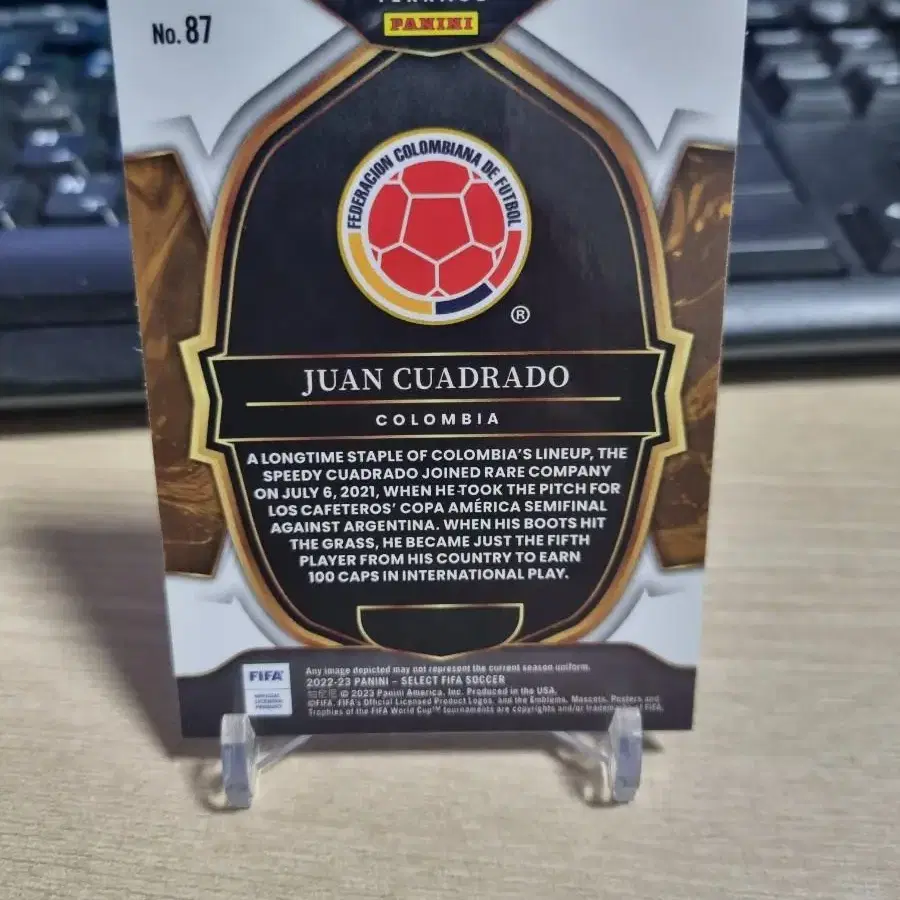 No. 87
PANINI
FEDERACION COLOMBIANA DE FUTBOL
®
JUAN CUADRADO
COLOMBIA
A LONGTIME STAPLE OF COLOMBIA'S LINEUP, THE
SPEEDY CUADRADO JOINED RARE COMPANY
ON JULY 6, 2021, WHEN HE TOOK THE PITCH FOR
LOS CAFETEROS' COPA AMÉRICA SEMIFINAL
AGAINST ARGENTINA. WHEN HIS BOOTS HIT
THE GRASS, HE BECAME JUST THE FIFTH
PLAYER FROM HIS COUNTRY TO EARN
100 CAPS IN INTERNATIONAL PLAY.
FIFA
OFFICIAL
LICENSED
PRODUCT
Any image depicted may not represent the current season uniform.
2022-23 PANINI – SELECT FIFA SOCCER
© 2023 Panini America, Inc. Produced in the USA.
©FIFA, FIFA's Official Licensed Product Logos, and the Emblems, Mascots, Posters and
Trophies of the FIFA World Cup™ tournaments are copyrights and/or trademarks of FIFA.